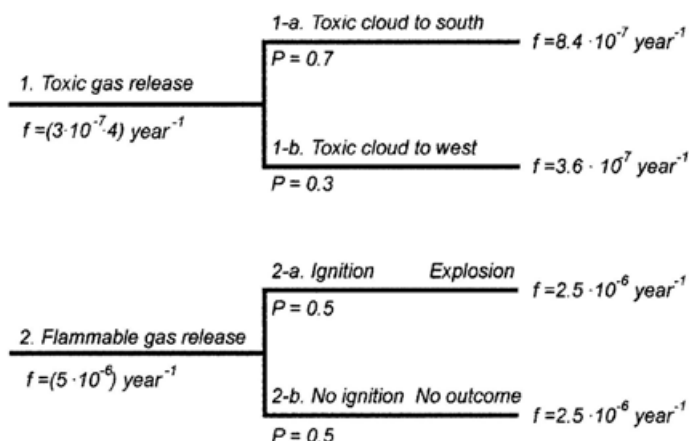 1-a. Toxic cloud to south
f=8.4·10⁻⁷ year⁻¹
P = 0.7
1. Toxic gas release
f=(3·10⁻⁷·4) year⁻¹
1-b. Toxic cloud to west
f=3.6 · 10⁻⁷ year⁻¹
P = 0.3
2-a. Ignition Explosion
f=2.5·10⁻⁶ year⁻¹
P = 0.5
2. Flammable gas release
f=(5·10⁻⁶) year⁻¹
2-b. No ignition No outcome
f=2.5·10⁻⁶ year⁻¹
P = 0.5